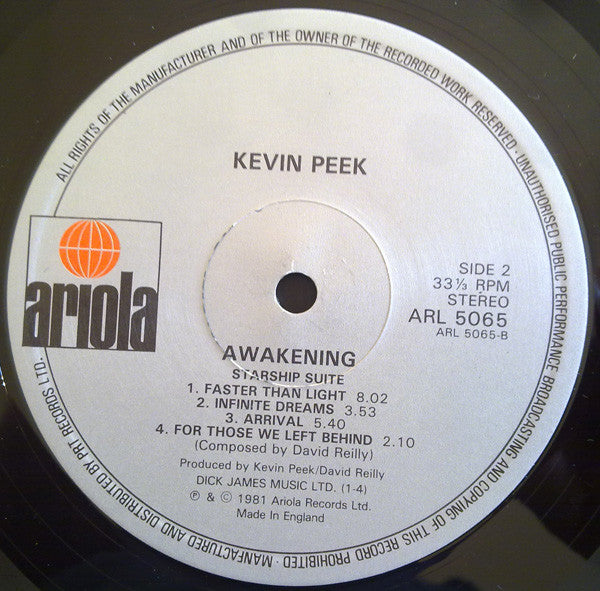 ALL RIGHTS OF THE MANUFACTURER AND OF THE OWNER OF THE RECORDED WORK RESERVED · UNAUTHORISED PUBLIC PERFORMANCE BROADCASTING AND COPYING OF THIS RECORD PROHIBITED · MANUFACTURED AND DISTRIBUTED BY PRT RECORDS LTD. ·
KEVIN PEEK
ariola
SIDE 2
33⅓ RPM
STEREO
ARL 5065
ARL 5065-B
AWAKENING
STARSHIP SUITE
1. FASTER THAN LIGHT 8.02
2. INFINITE DREAMS 3.53
3. ARRIVAL 5.40
4. FOR THOSE WE LEFT BEHIND 2.10
(Composed by David Reilly)
Produced by Kevin Peek/David Reilly
DICK JAMES MUSIC LTD. (1-4)
℗ & © 1981 Ariola Records Ltd.
Made in England